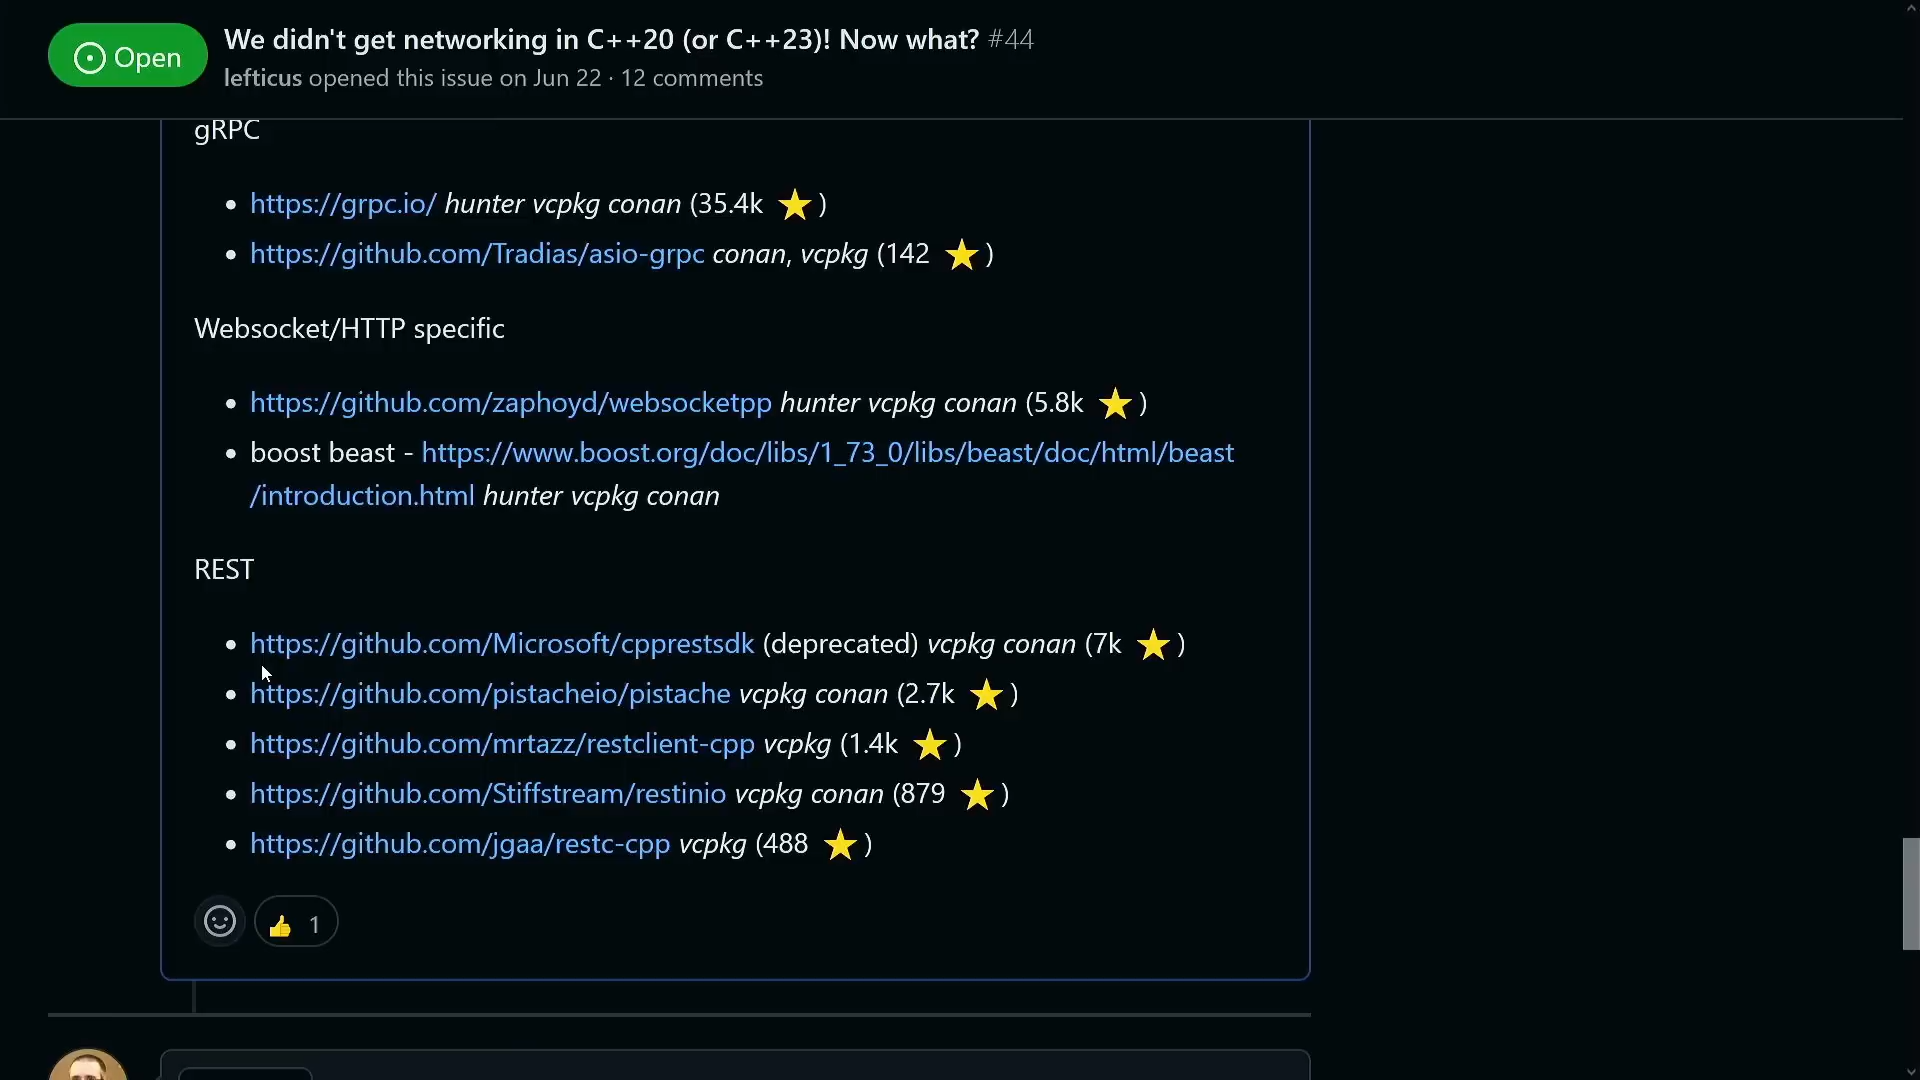 Open
We didn't get networking in C++20 (or C++23)! Now what? #44
lefticus opened this issue on Jun 22 · 12 comments
gRPC
https://grpc.io/ hunter vcpkg conan (35.4k ⭐ )
https://github.com/Tradias/asio-grpc conan, vcpkg (142 ⭐ )
Websocket/HTTP specific
https://github.com/zaphoyd/websocketpp hunter vcpkg conan (5.8k ⭐ )
boost beast - https://www.boost.org/doc/libs/1_73_0/libs/beast/doc/html/beast
/introduction.html hunter vcpkg conan
REST
https://github.com/Microsoft/cpprestsdk (deprecated) vcpkg conan (7k ⭐ )
https://github.com/pistacheio/pistache vcpkg conan (2.7k ⭐ )
https://github.com/mrtazz/restclient-cpp vcpkg (1.4k ⭐ )
https://github.com/Stiffstream/restinio vcpkg conan (879 ⭐ )
https://github.com/jgaa/restc-cpp vcpkg (488 ⭐ )
👍 1